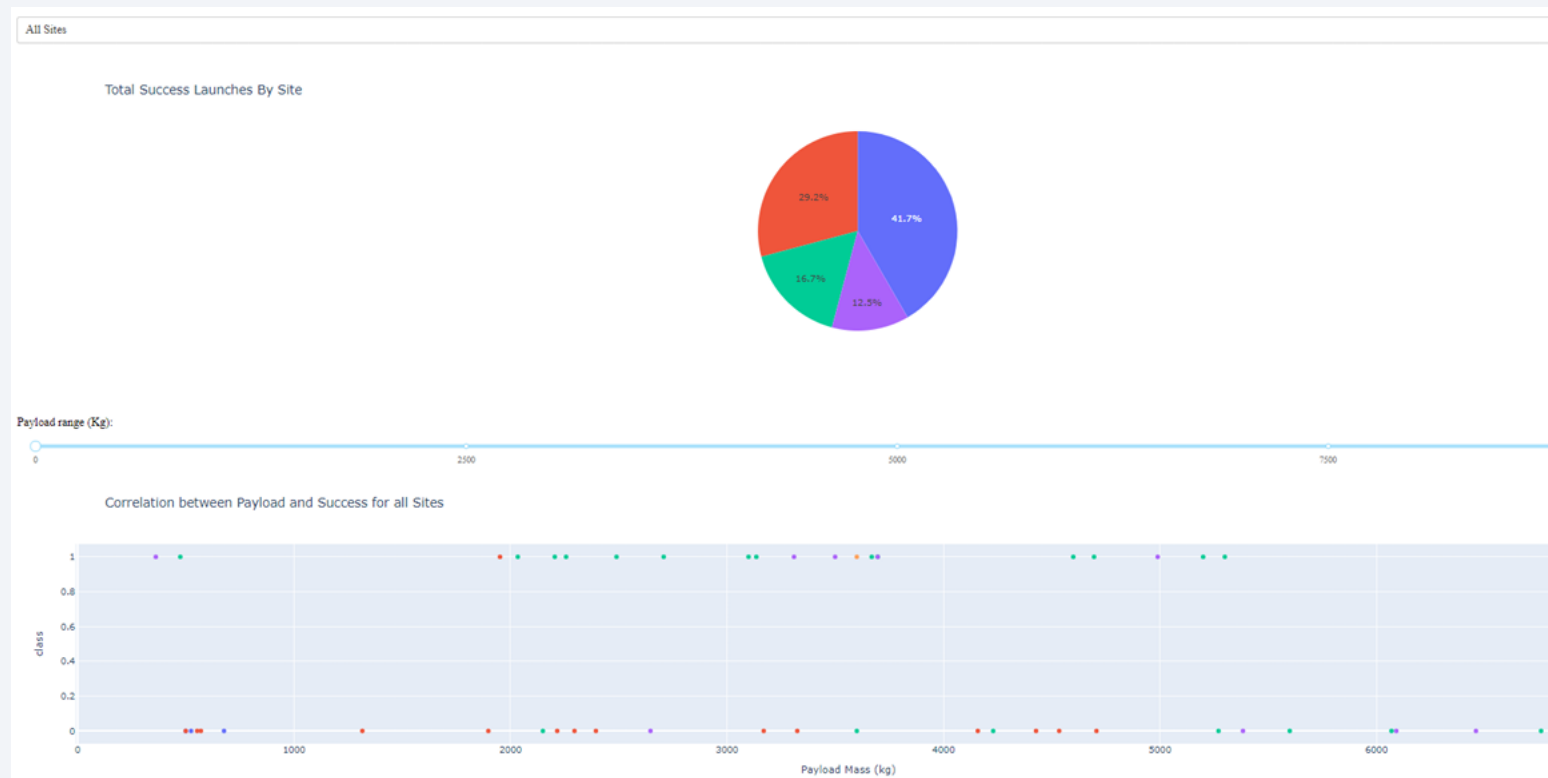 All Sites
Total Success Launches By Site
29.2%
41.7%
16.7%
12.5%
Payload range (Kg):
0 2500 5000 7500
Correlation between Payload and Success for all Sites
1
0.8
0.6
0.4
0.2
0
class
0 1000 2000 3000 4000 5000 6000
Payload Mass (kg)